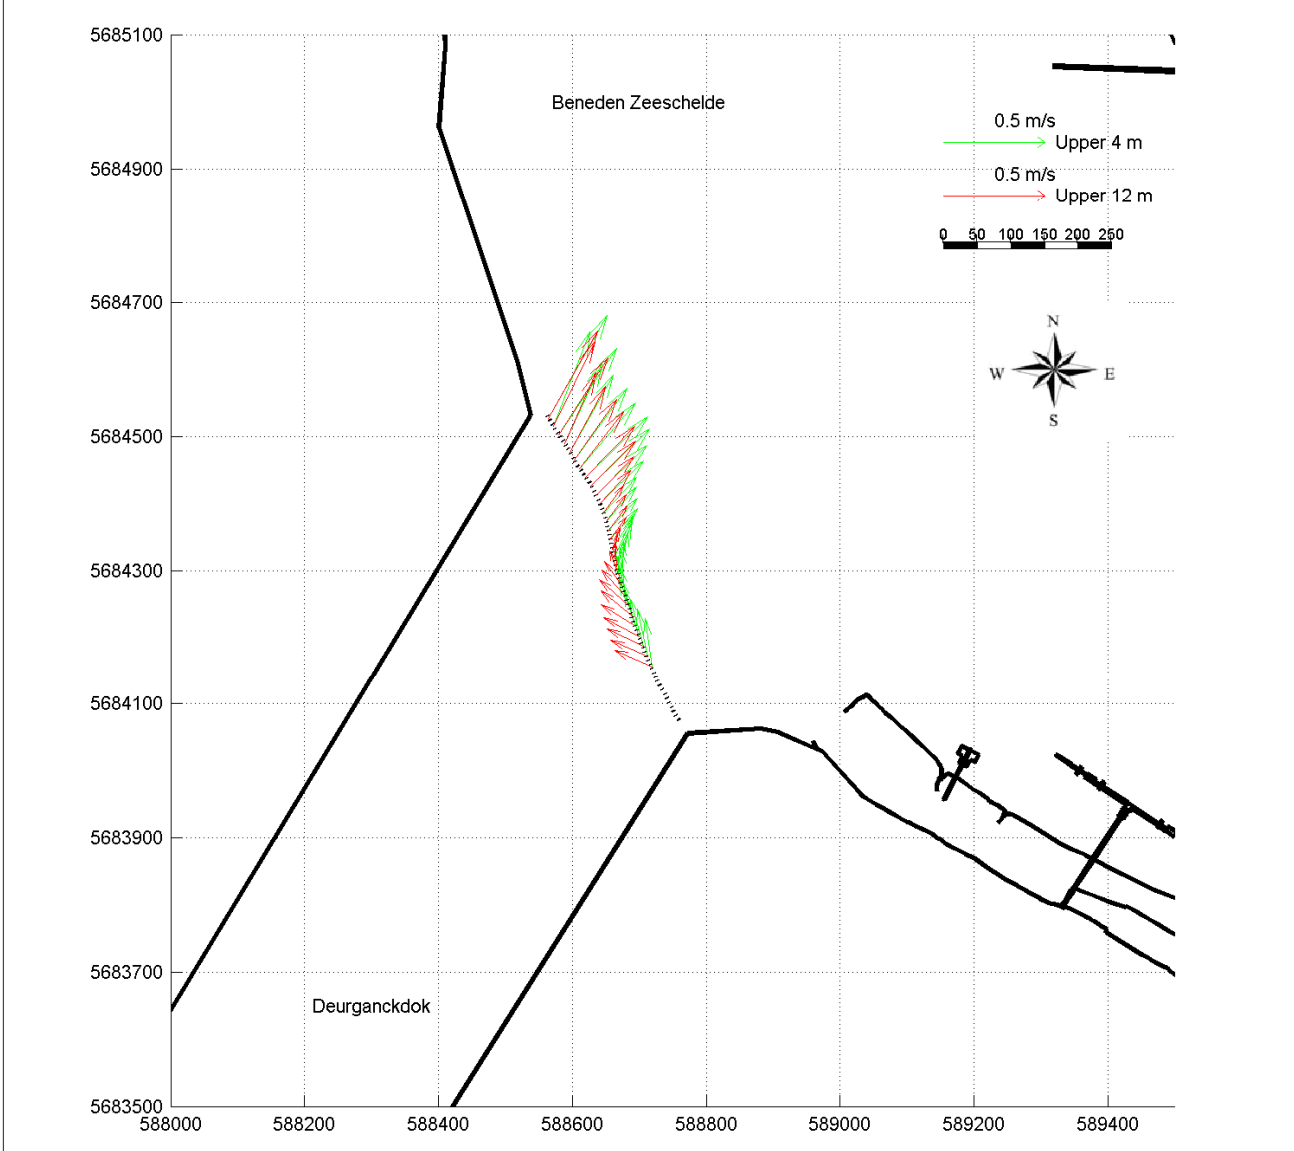 5685100
Beneden Zeeschelde
0.5 m/s
Upper 4 m
5684900
0.5 m/s
Upper 12 m
0 50 100 150 200 250
5684700
N
W E
S
5684500
5684300
5684100
5683900
5683700
Deurganckdok
5683500
588000 588200 588400 588600 588800 589000 589200 589400